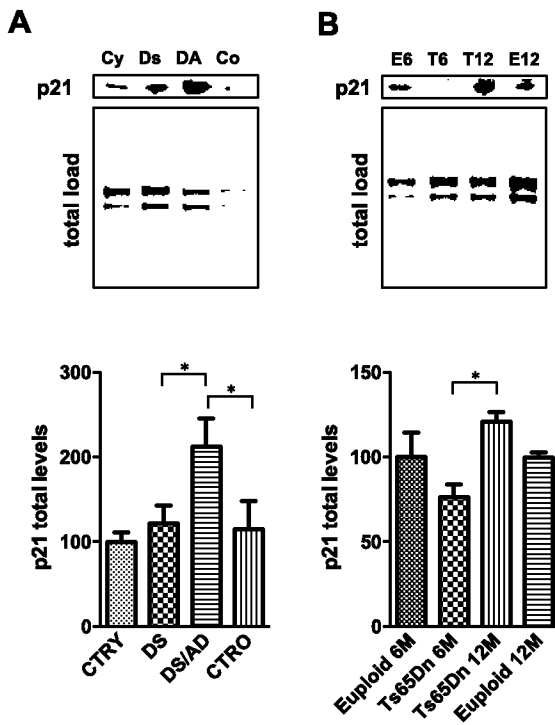 A
Cy Ds DA Co
p21
total load
300
200
100
0
p21 total levels
*
*
CTRY
DS
DS/AD
CTRO
B
E6 T6 T12 E12
p21
total load
150
100
50
0
p21 total levels
*
Euploid 6M
Ts65Dn 6M
Ts65Dn 12M
Euploid 12M